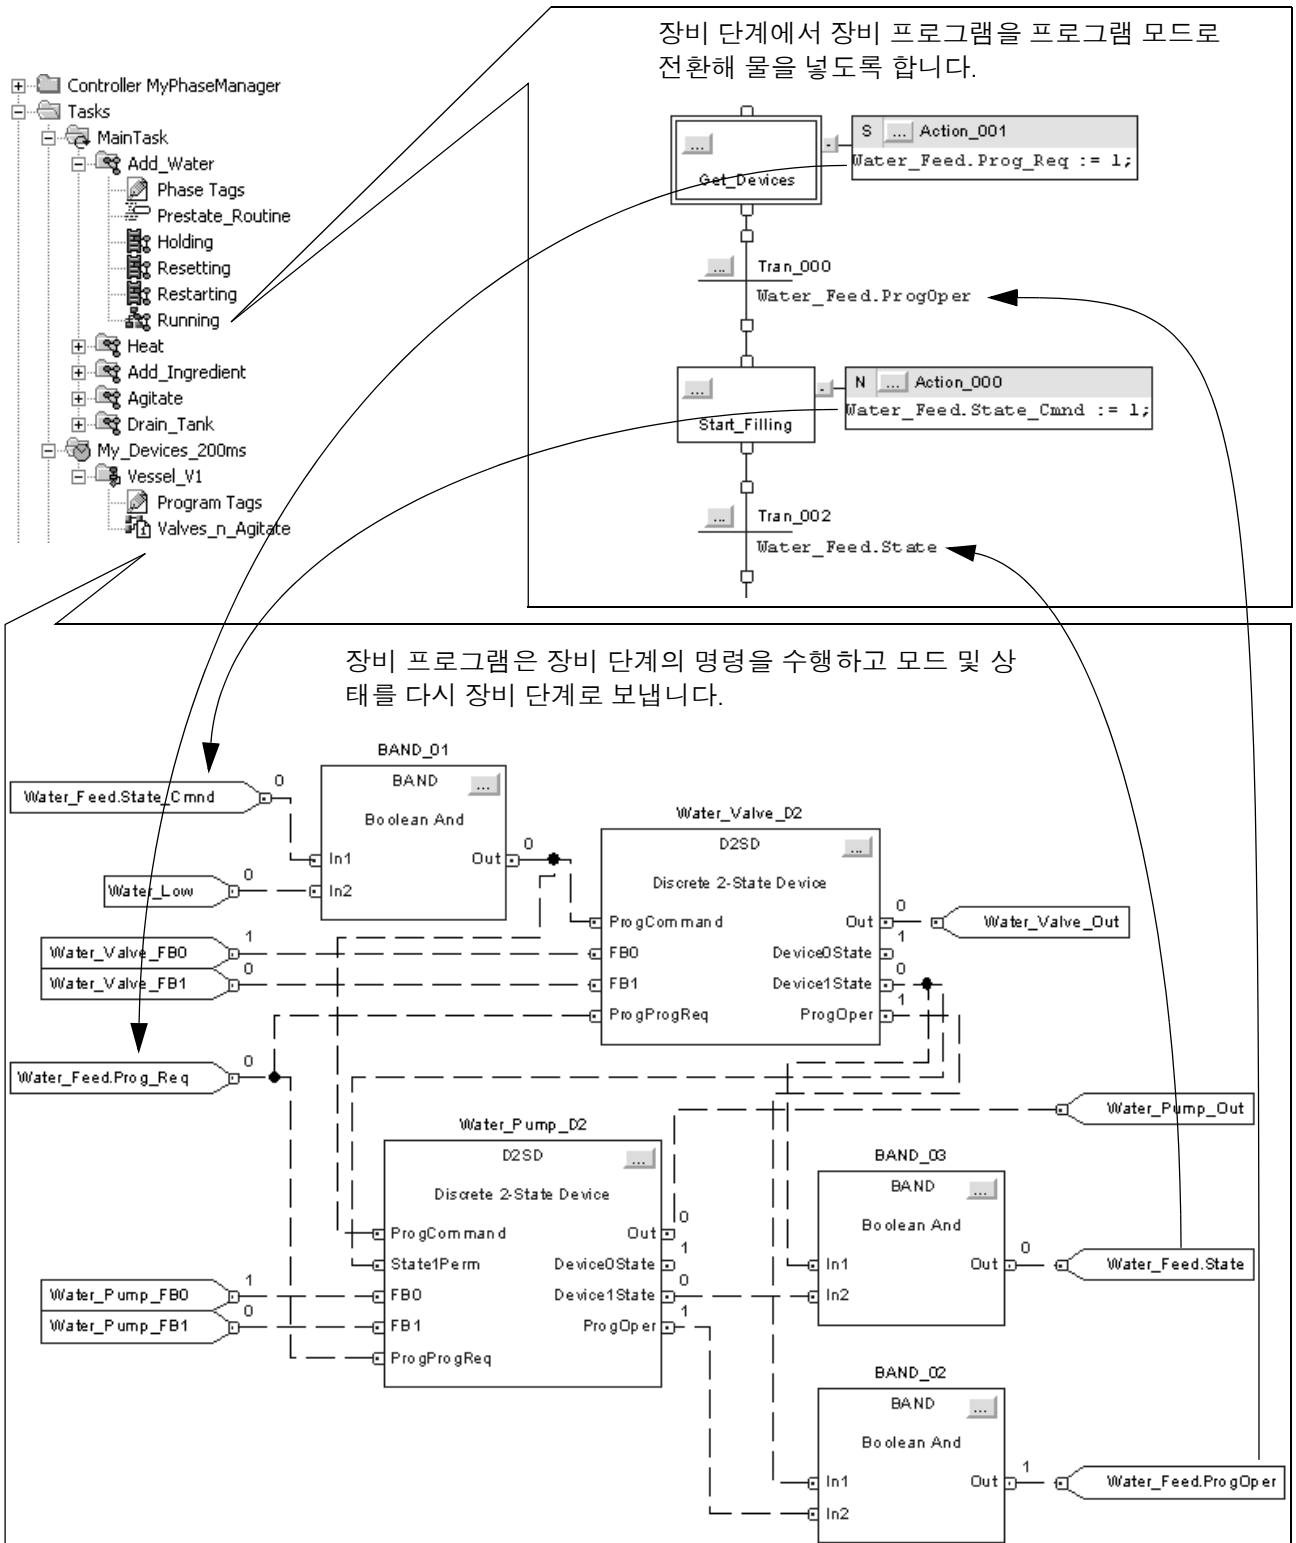 장비 단계에서 장비 프로그램을 프로그램 모드로
전환해 물을 넣도록 합니다.
Controller MyPhaseManager
Tasks
MainTask
Add_Water
Phase Tags
Prestate_Routine
Holding
Resetting
Restarting
Running
Heat
Add_Ingredient
Agitate
Drain_Tank
My_Devices_200ms
Vessel_V1
Program Tags
Valves_n_Agitate
... Get_Devices
S ... Action_001
Water_Feed.Prog_Req := 1;
... Tran_000
Water_Feed.ProgOper
... Start_Filling
N ... Action_000
Water_Feed.State_Cmnd := 1;
... Tran_002
Water_Feed.State
장비 프로그램은 장비 단계의 명령을 수행하고 모드 및 상
태를 다시 장비 단계로 보냅니다.
BAND_01
BAND ...
Boolean And
In1 Out 0
In2
Water_Feed.State_Cmnd 0
Water_Low 0
Water_Valve_FB0 1
Water_Valve_FB1 0
Water_Feed.Prog_Req 0
Water_Valve_D2
D2SD ...
Discrete 2-State Device
ProgCommand Out 0
FB0 Device0State 1
FB1 Device1State 0
ProgProgReq ProgOper 1
Water_Valve_Out
Water_Pump_Out
Water_Pump_D2
D2SD ...
Discrete 2-State Device
ProgCommand Out 0
State1Perm Device0State 1
FB0 Device1State 0
FB1 ProgOper 1
ProgProgReq
Water_Pump_FB0 1
Water_Pump_FB1 0
BAND_03
BAND ...
Boolean And
In1 Out 0
In2
Water_Feed.State
BAND_02
BAND ...
Boolean And
In1 Out 1
In2
Water_Feed.ProgOper